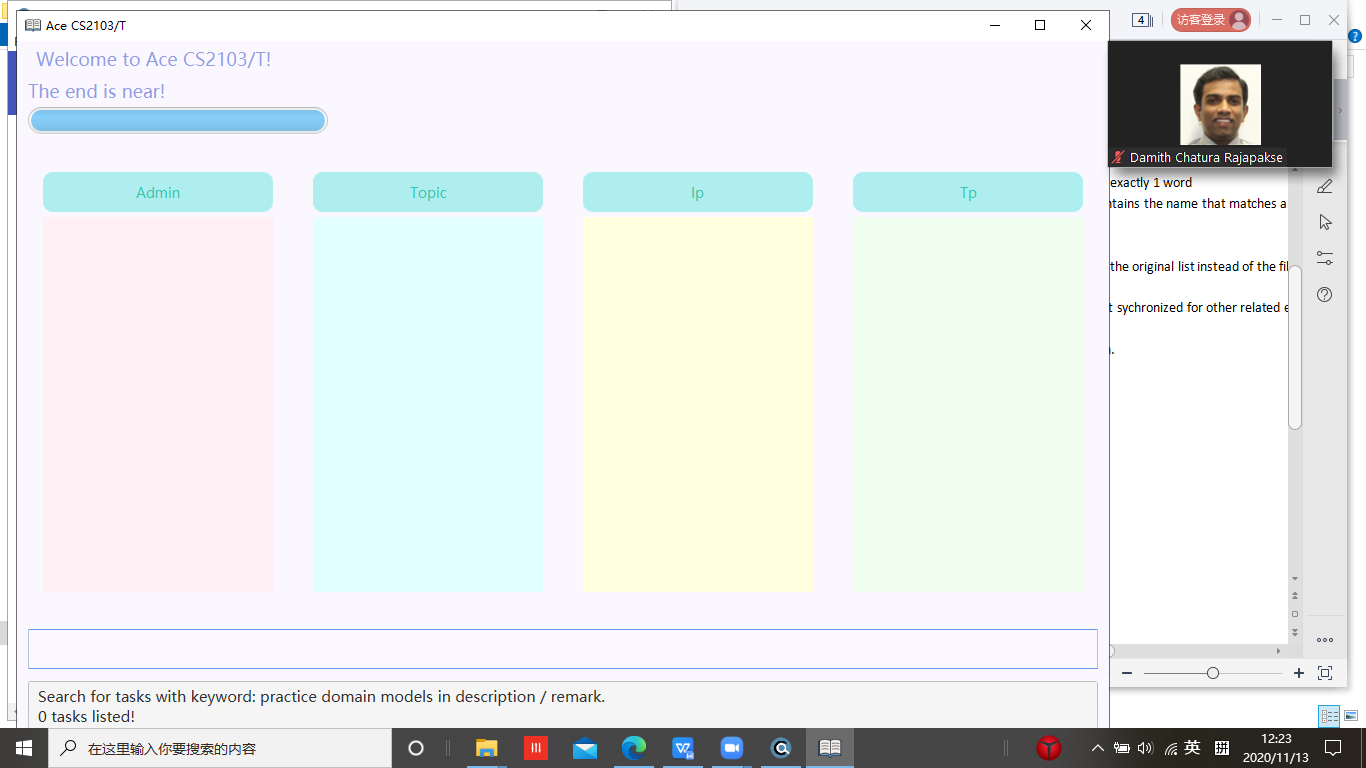 Ace CS2103/T
4
访客登录
Welcome to Ace CS2103/T!
The end is near!
Damith Chatura Rajapakse
Admin
Topic
Ip
Tp
exactly 1 word
tains the name that matches a
the original list instead of the fil
t sychronized for other related e
Search for tasks with keyword: practice domain models in description / remark.
0 tasks listed!
在这里输入你要搜索的内容
英
拼
12:23
2020/11/13